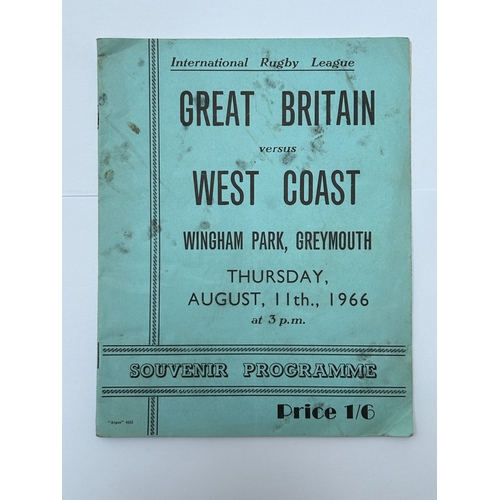 International Rugby League
GREAT BRITAIN
versus
WEST COAST
WINGHAM PARK, GREYMOUTH
THURSDAY,
AUGUST, 11th., 1966
at 3 p.m.
SOUVENIR PROGRAMME
Price 1/6
"Argus"